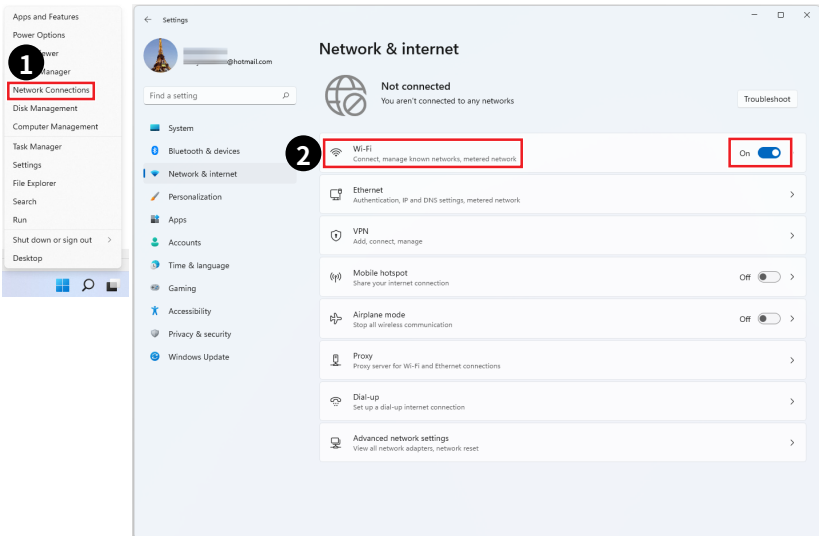 Apps and Features
Power Options
ewer
1
Manager
Network Connections
Disk Management
Computer Management
Task Manager
Settings
File Explorer
Search
Run
Shut down or sign out
Desktop
Settings
@hotmail.com
Find a setting
System
Bluetooth & devices
Network & internet
Personalization
Apps
Accounts
Time & language
Gaming
Accessibility
Privacy & security
Windows Update
Network & internet
Not connected
You aren't connected to any networks
Troubleshoot
2
Wi-Fi
Connect, manage known networks, metered network
On
Ethernet
Authentication, IP and DNS settings, metered network
VPN
Add, connect, manage
Mobile hotspot
Share your internet connection
Off
Airplane mode
Stop all wireless communication
Off
Proxy
Proxy server for Wi-Fi and Ethernet connections
Dial-up
Set up a dial-up internet connection
Advanced network settings
View all network adapters, network reset